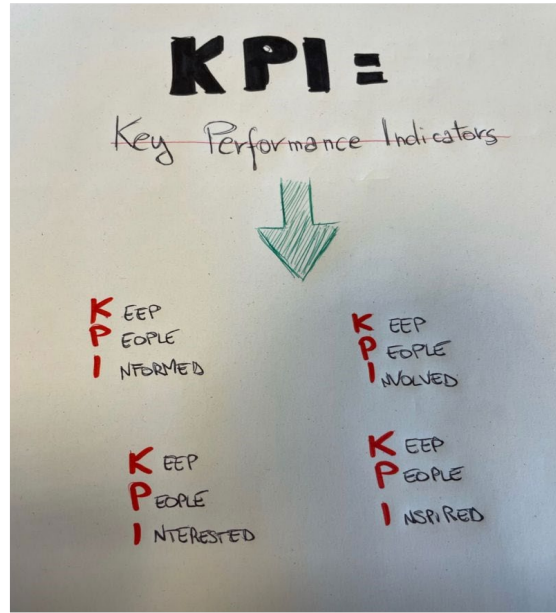 KPI =
Key Performance Indicators
KEEP
PEOPLE
INFORMED
KEEP
PEOPLE
INVOLVED
KEEP
PEOPLE
INTERESTED
KEEP
PEOPLE
INSPIRED